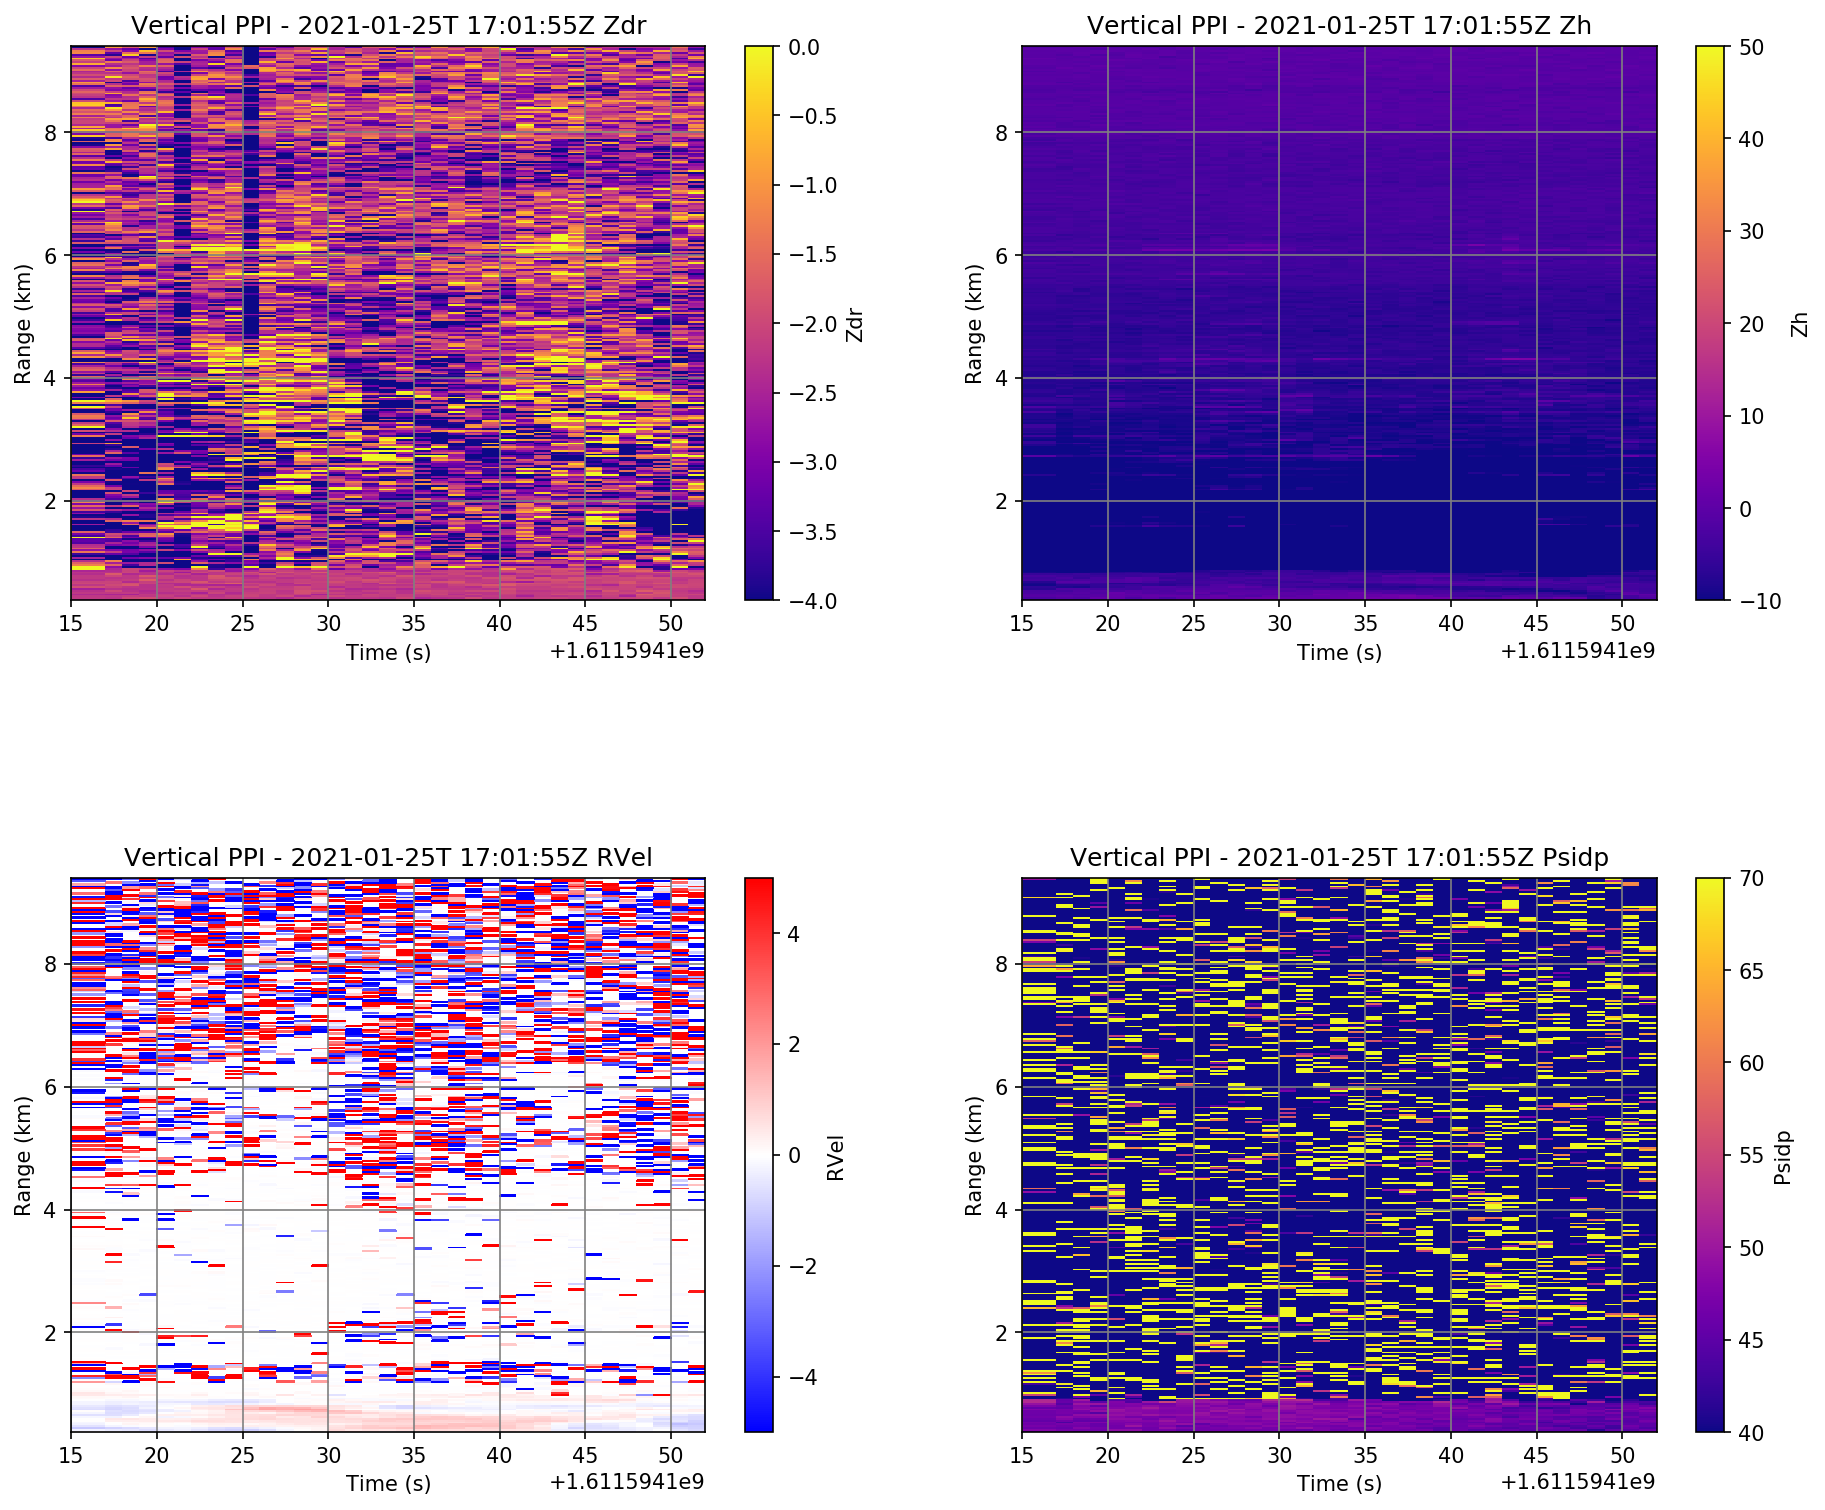 Vertical PPI - 2021-01-25T 17:01:55Z Zdr
8
6
4
2
Range (km)
15 20 25 30 35 40 45 50
Time (s)
+1.6115941e9
0.0
−0.5
−1.0
−1.5
−2.0
−2.5
−3.0
−3.5
−4.0
Zdr
Vertical PPI - 2021-01-25T 17:01:55Z Zh
8
6
4
2
Range (km)
15 20 25 30 35 40 45 50
Time (s)
+1.6115941e9
50
40
30
20
10
0
−10
Zh
Vertical PPI - 2021-01-25T 17:01:55Z RVel
8
6
4
2
Range (km)
15 20 25 30 35 40 45 50
Time (s)
+1.6115941e9
4
2
0
−2
−4
RVel
Vertical PPI - 2021-01-25T 17:01:55Z Psidp
8
6
4
2
Range (km)
15 20 25 30 35 40 45 50
Time (s)
+1.6115941e9
70
65
60
55
50
45
40
Psidp